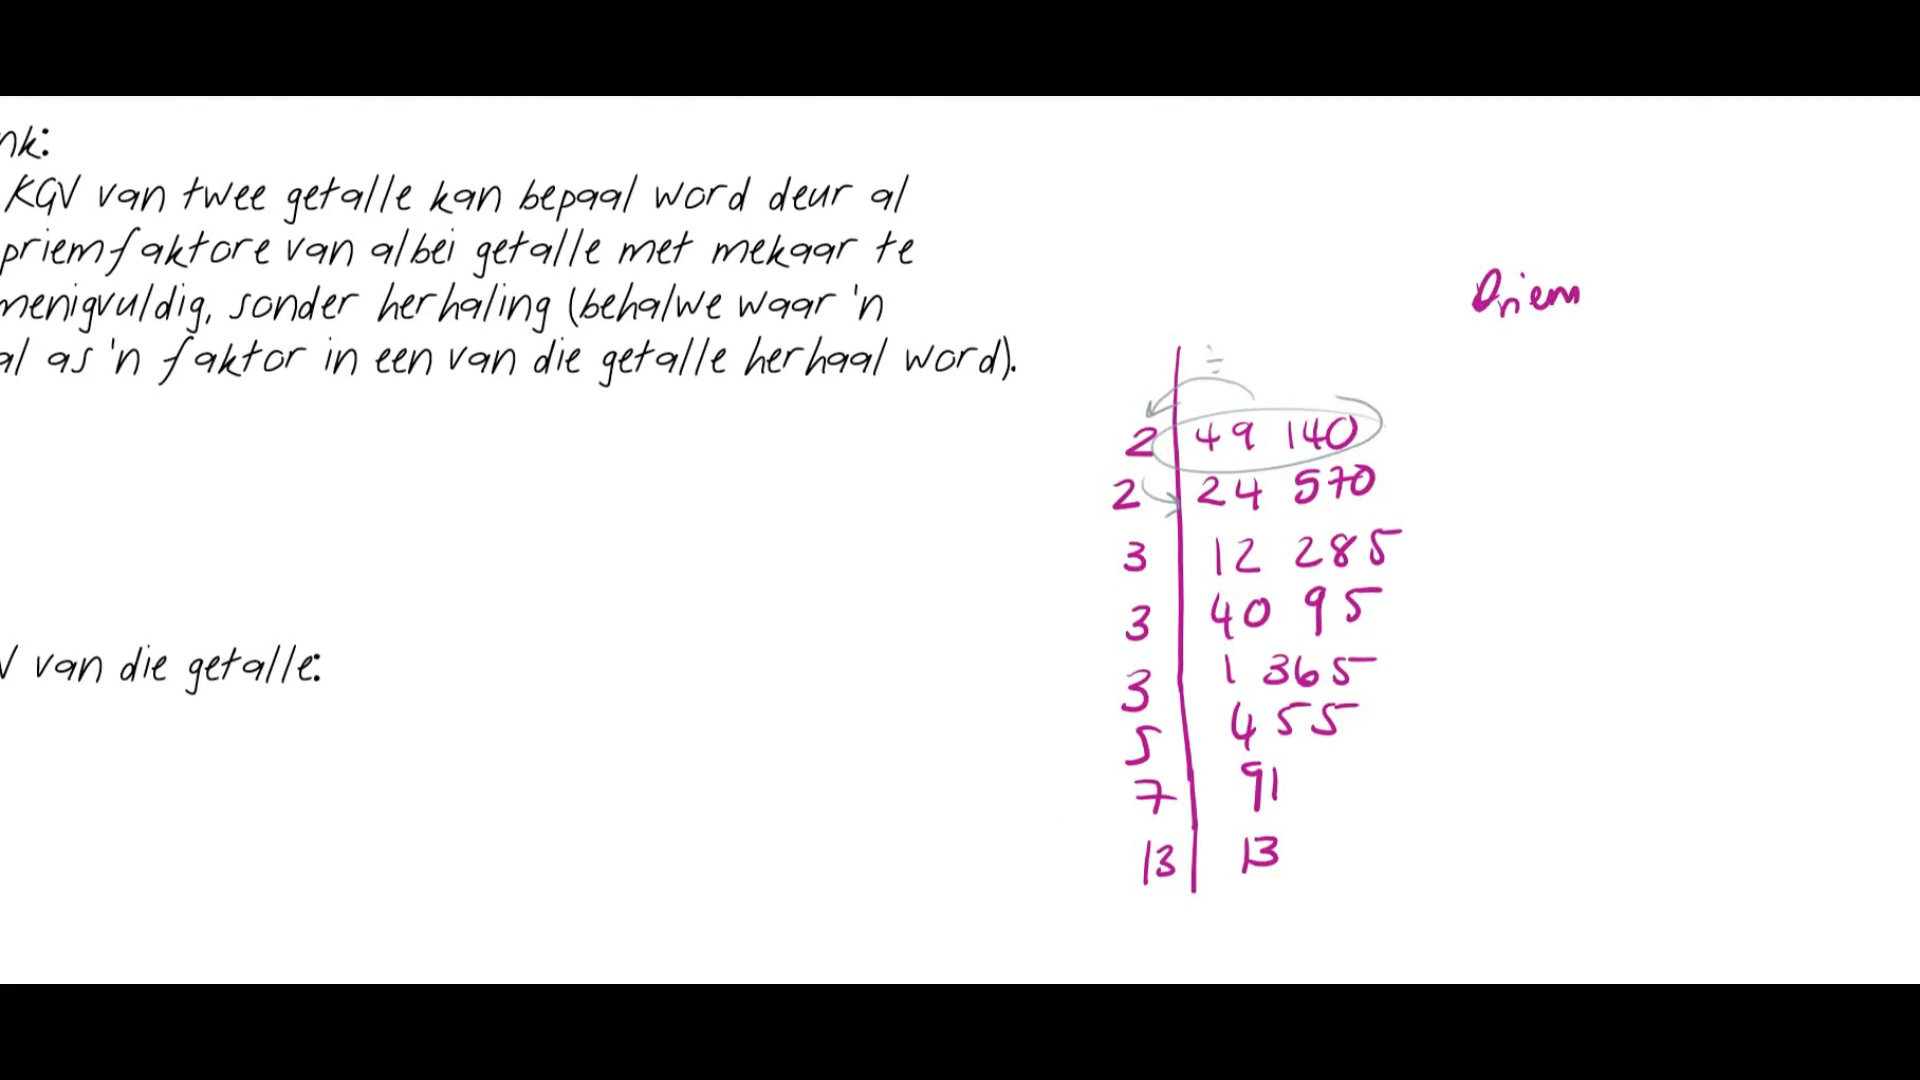 nk:
KGV van twee getalle kan bepaal word deur al
priemfaktore van albei getalle met mekaar te
menigvuldig, sonder herhaling (behalwe waar 'n
al as 'n faktor in een van die getalle herhaal word).
V van die getalle:
Priem
÷
2 49 140
2 24 570
3 12 285
3 40 95
3 1 365
5 455
7 91
13 13